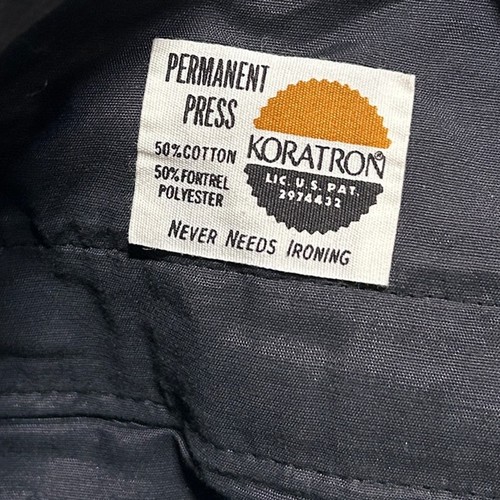 PERMANENT
PRESS
50% COTTON
50% FORTREL
POLYESTER
KORATRON®
LIC. U.S. PAT.
2974432
NEVER NEEDS IRONING